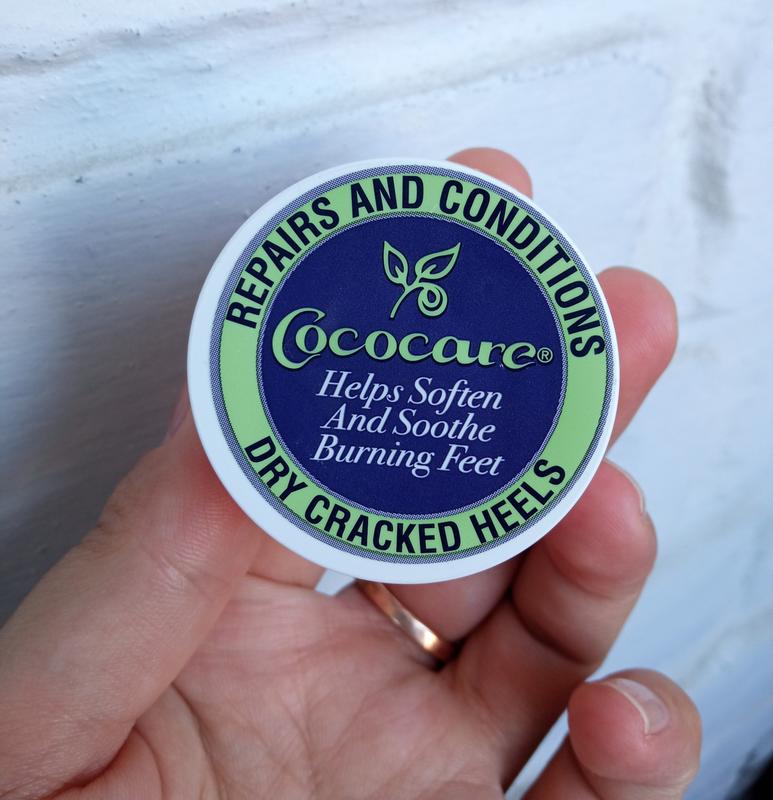 REPAIRS AND CONDITIONS
Cococare®
Helps Soften
And Soothe
Burning Feet
DRY CRACKED HEELS